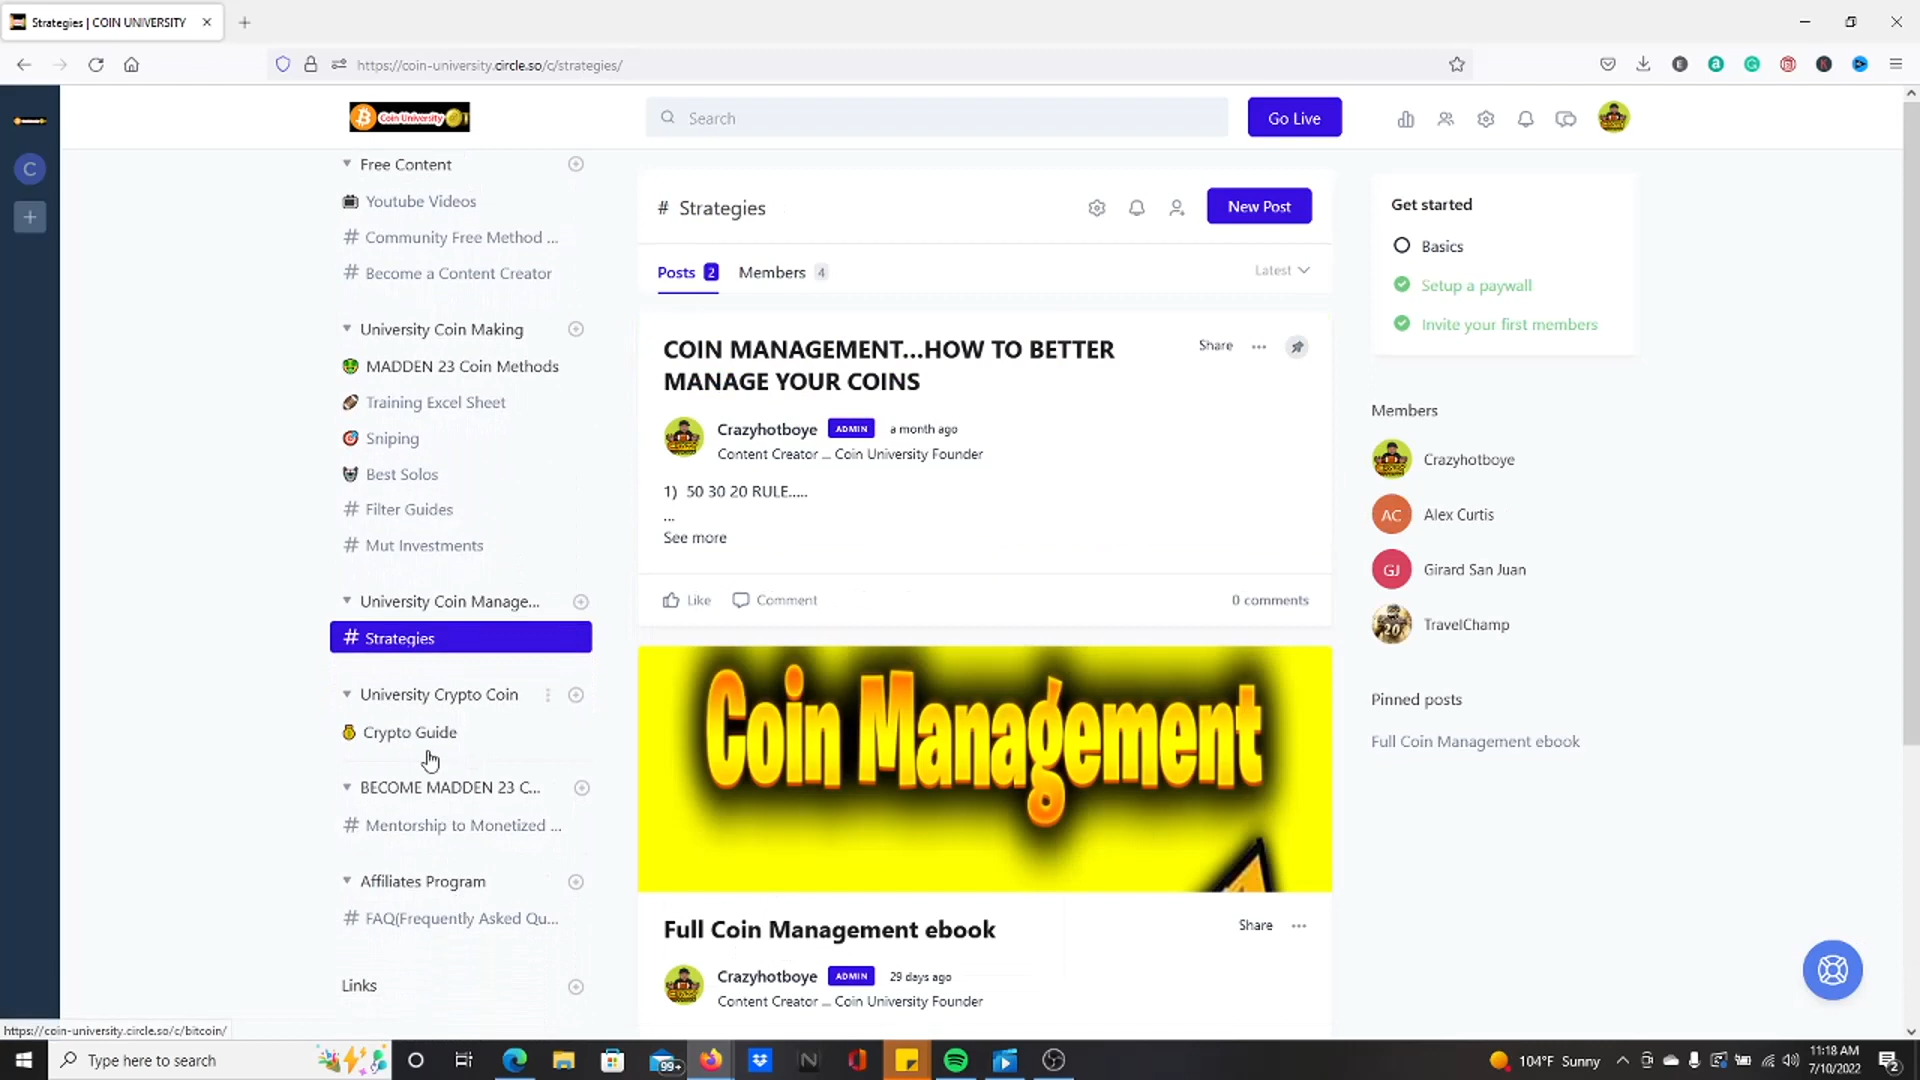 Strategies | COIN UNIVERSITY
https://coin-university.circle.so/c/strategies/
Coin University
Search
Go Live
C
Free Content
Youtube Videos
# Community Free Method ...
# Become a Content Creator
University Coin Making
MADDEN 23 Coin Methods
Training Excel Sheet
Sniping
Best Solos
# Filter Guides
# Mut Investments
University Coin Manage...
# Strategies
University Crypto Coin
Crypto Guide
BECOME MADDEN 23 C...
# Mentorship to Monetized ...
Affiliates Program
# FAQ(Frequently Asked Qu...
Links
# Strategies
New Post
Posts 2 Members 4
Latest
COIN MANAGEMENT...HOW TO BETTER
MANAGE YOUR COINS
Share ...
Crazyhotboye ADMIN a month ago
Content Creator ... Coin University Founder
1) 50 30 20 RULE.....
...
See more
Like Comment 0 comments
Coin Management
Full Coin Management ebook
Share ...
Crazyhotboye ADMIN 29 days ago
Content Creator ... Coin University Founder
Get started
Basics
Setup a paywall
Invite your first members
Members
Crazyhotboye
AC Alex Curtis
GJ Girard San Juan
20 TravelChamp
Pinned posts
Full Coin Management ebook
https://coin-university.circle.so/c/bitcoin/
Type here to search
99+
104°F Sunny
11:18 AM
7/10/2022
2